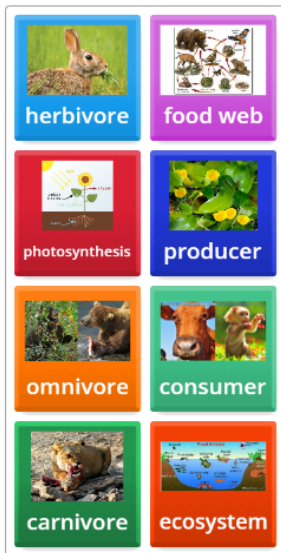 herbivore
food web
photosynthesis
producer
omnivore
consumer
carnivore
ecosystem